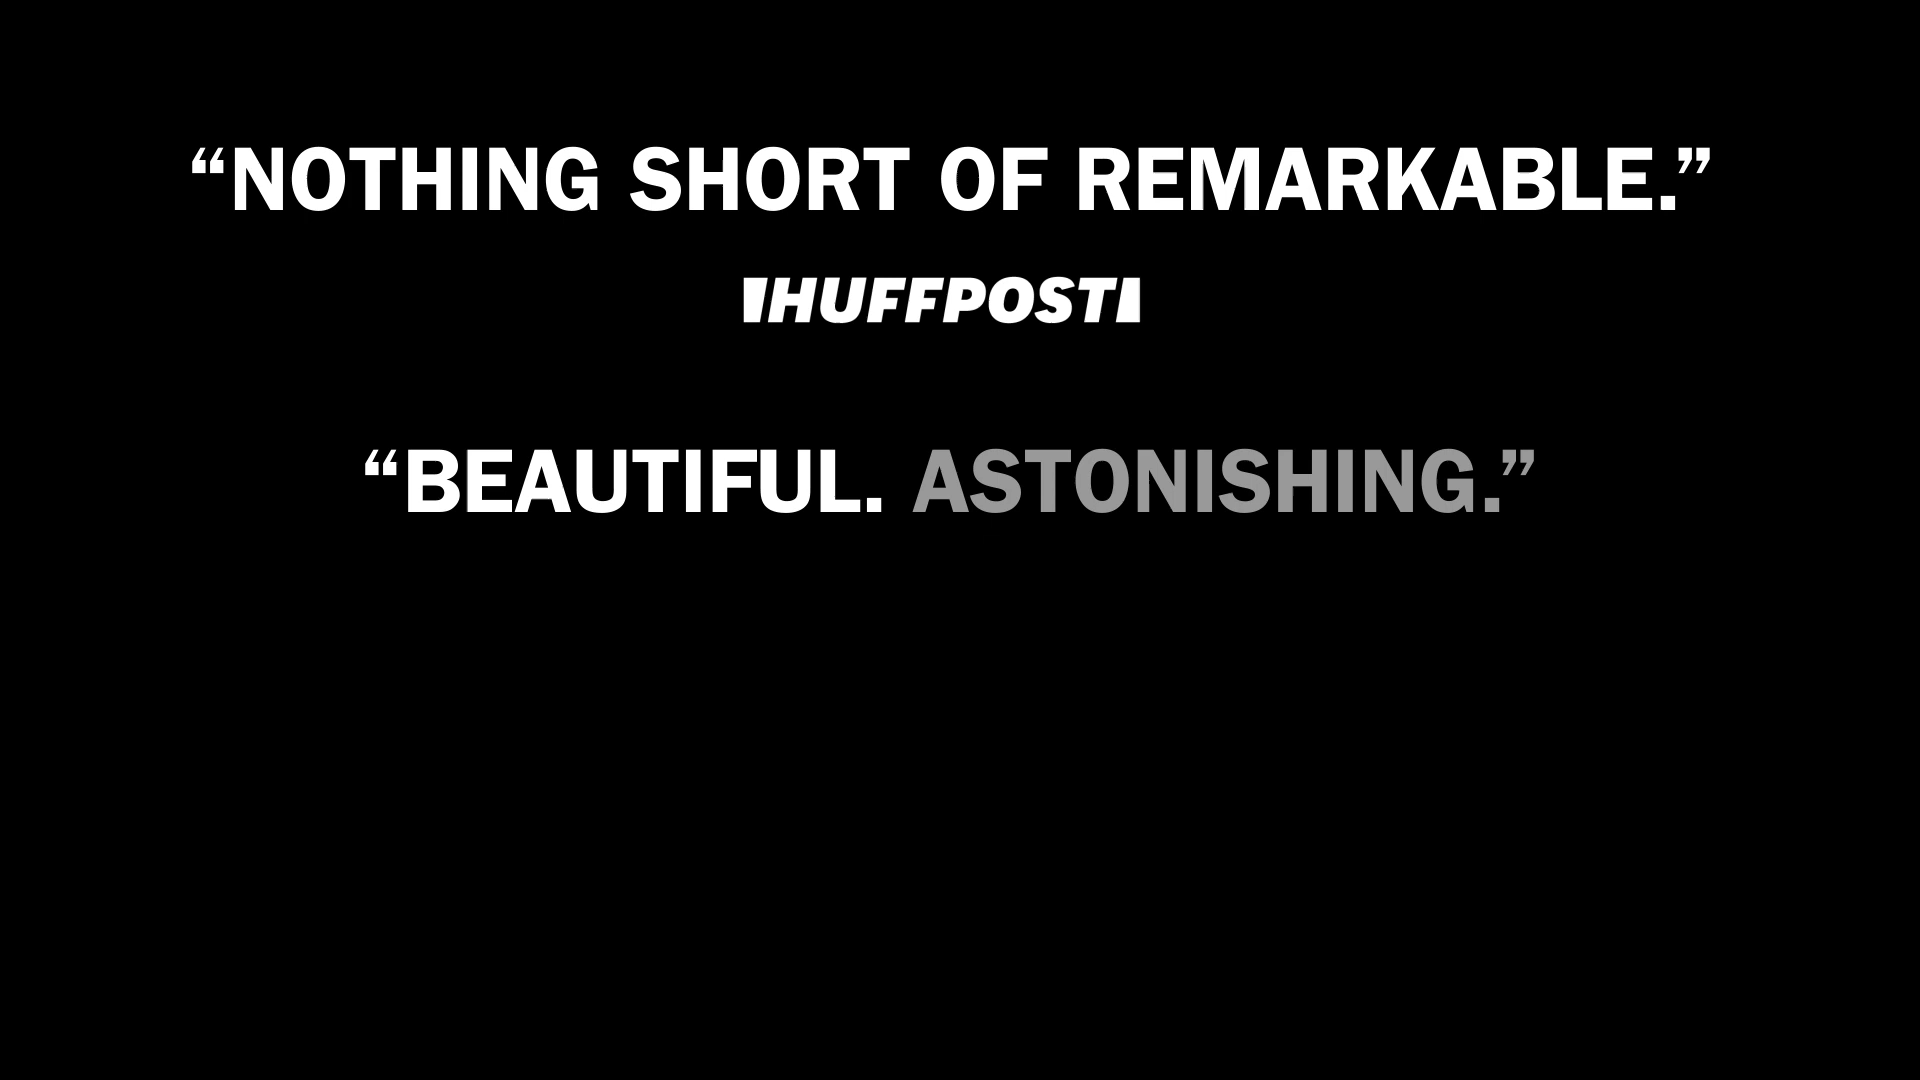 “NOTHING SHORT OF REMARKABLE.”
HUFFPOST
“BEAUTIFUL. ASTONISHING.”